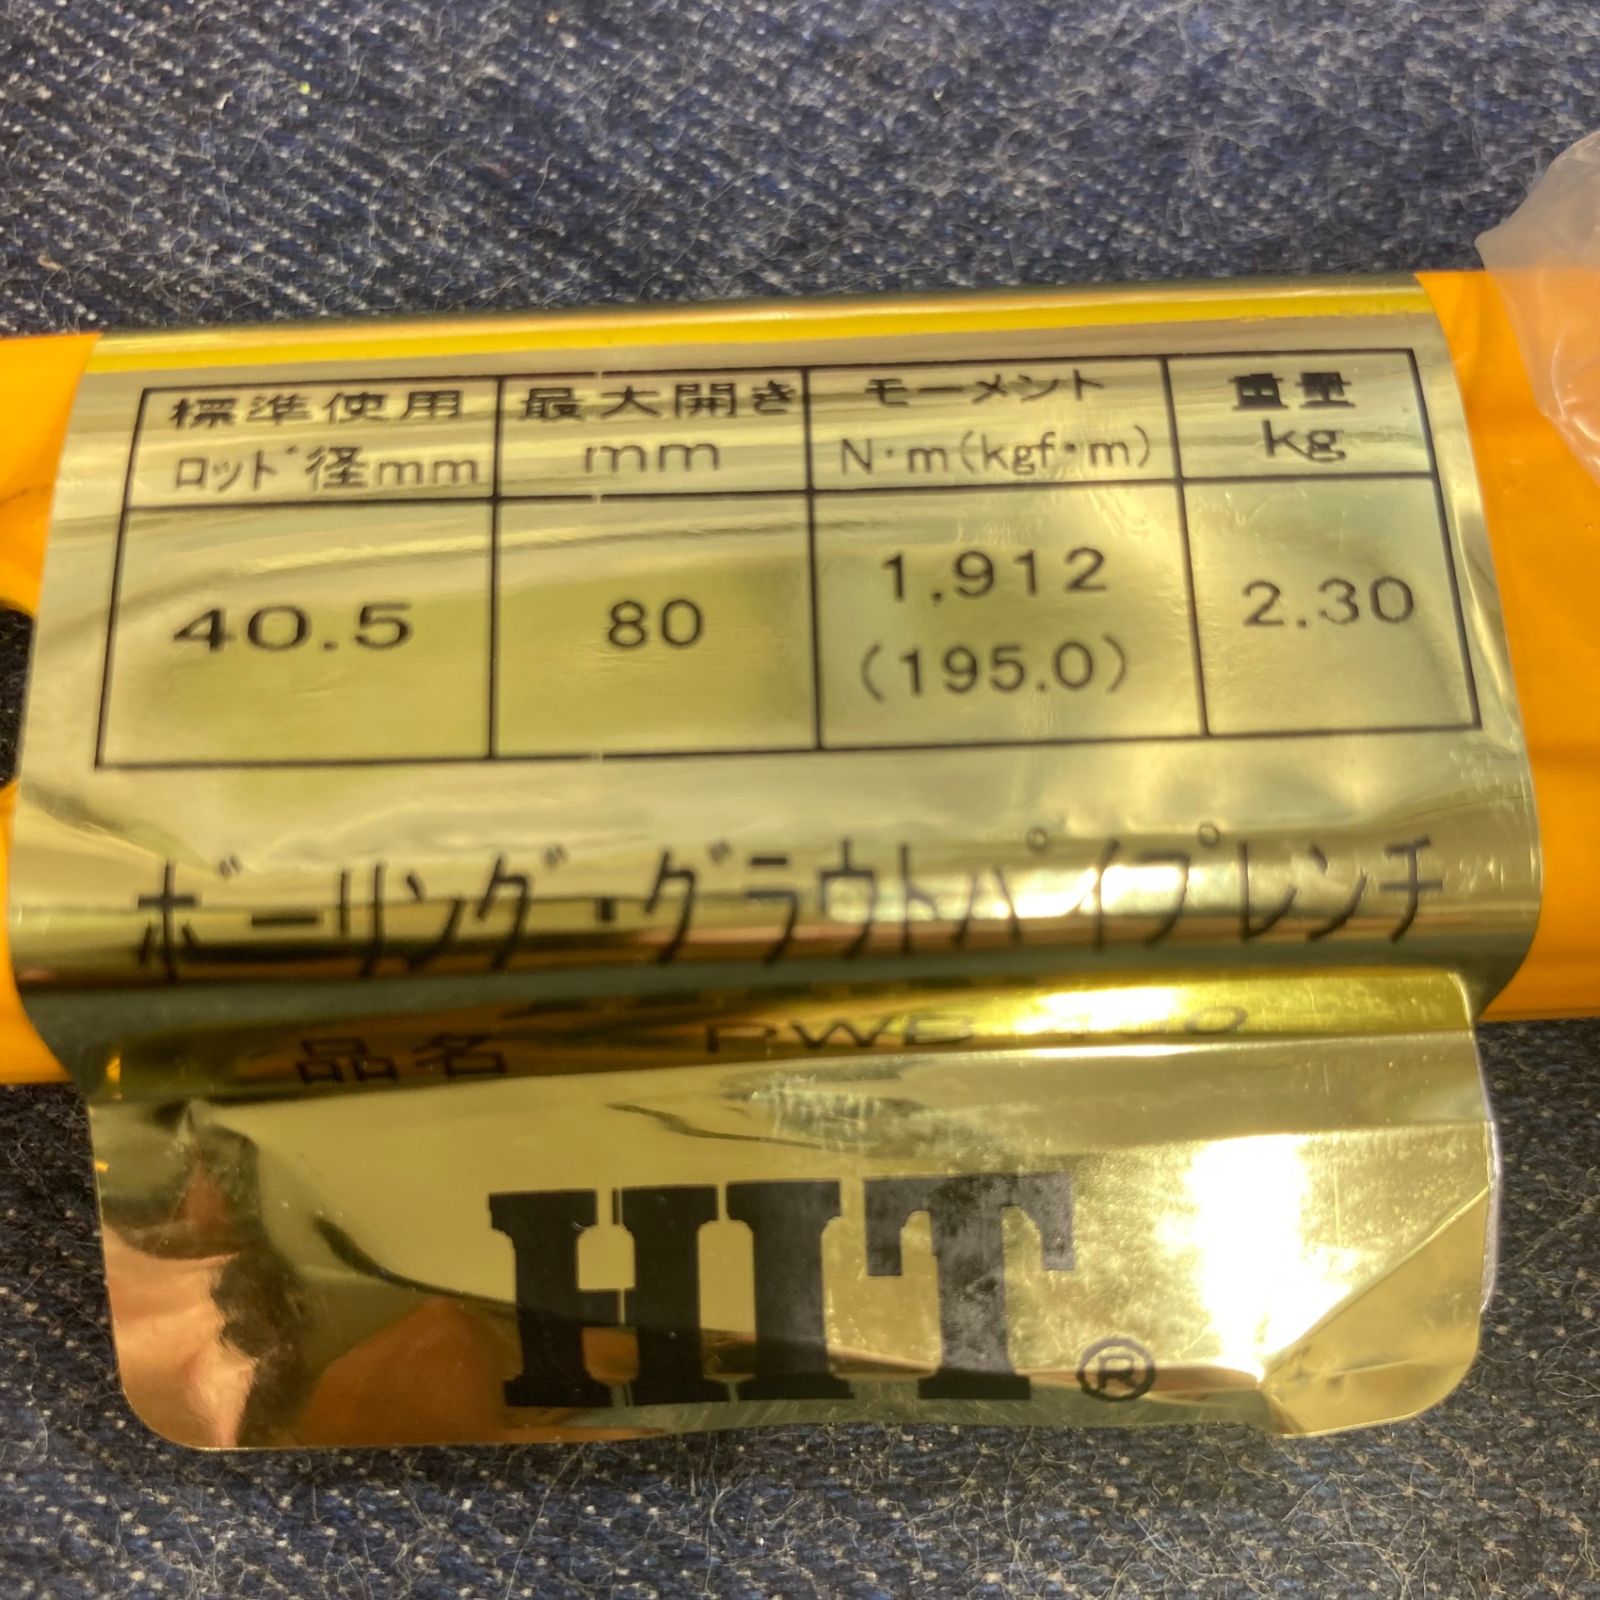 標準使用
ロッド径mm
最大開き
mm
モーメント
N・m(kgf・m)
重量
kg
40.5
80
1,912
(195.0)
2.30
ボーリング・グラウトパイプレンチ
品名
HIT®